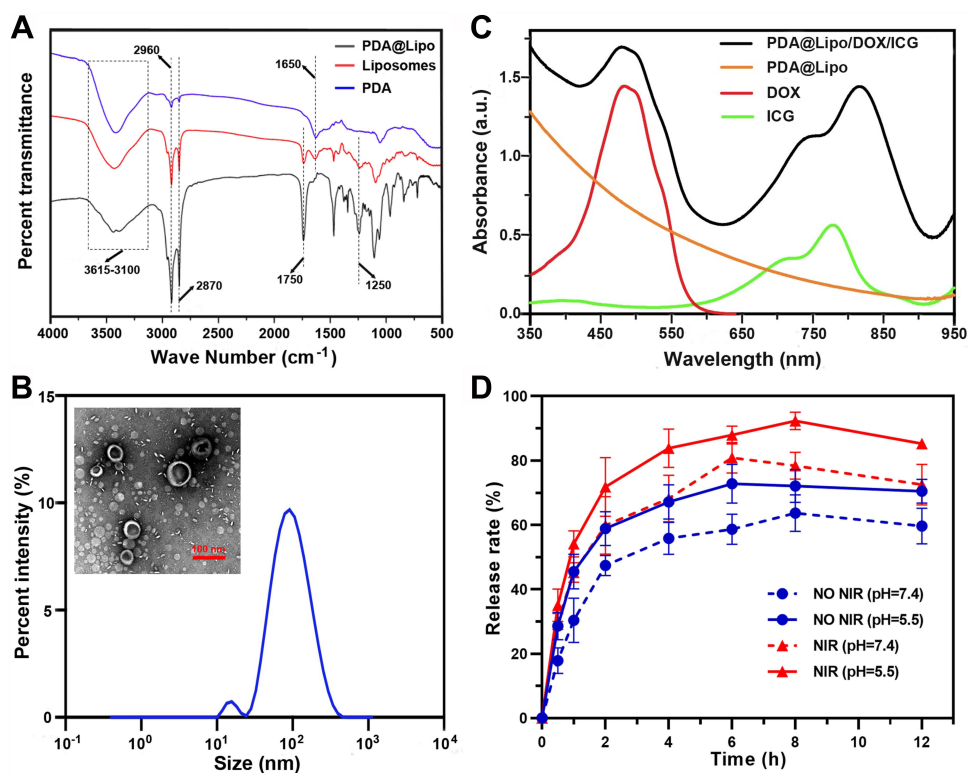 A
Percent transmittance
2960
1650
PDA@Lipo
Liposomes
PDA
3615-3100
2870
1750
1250
4000 3500 3000 2500 2000 1500 1000 500
Wave Number (cm⁻¹)
B
Percent intensity (%)
15
10
5
0
100 nm
10⁻¹ 10⁰ 10¹ 10² 10³ 10⁴
Size (nm)
C
Absorbance (a.u.)
1.5
1.0
0.5
0.0
PDA@Lipo/DOX/ICG
PDA@Lipo
DOX
ICG
350 450 550 650 750 850 950
Wavelength (nm)
D
Release rate (%)
100
90
80
70
60
50
40
30
20
10
0
NO NIR (pH=7.4)
NO NIR (pH=5.5)
NIR (pH=7.4)
NIR (pH=5.5)
0 2 4 6 8 10 12
Time (h)